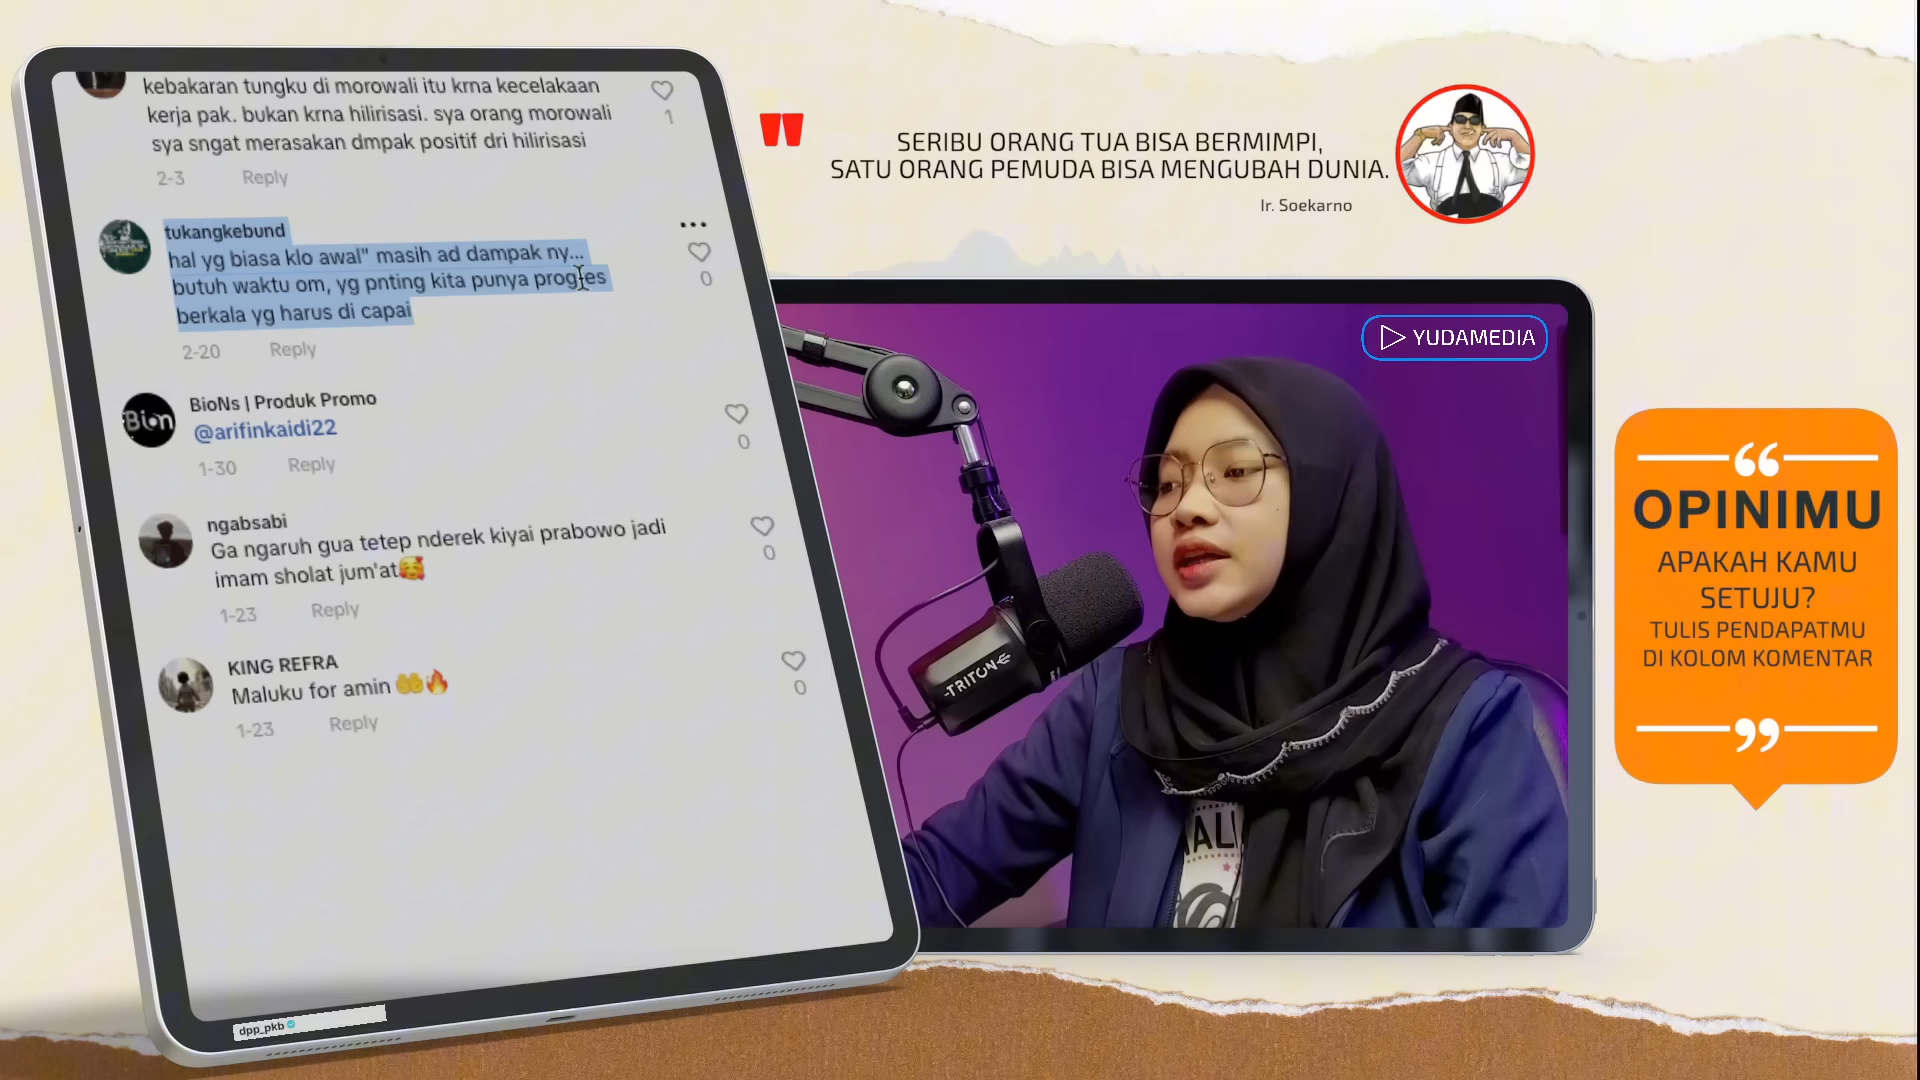 kebakaran tungku di morowali itu krna kecelakaan
kerja pak. bukan krna hilirisasi. sya orang morowali
sya sngat merasakan dmpak positif dri hilirisasi
1
2-3 Reply
tukangkebund
hal yg biasa klo awal" masih ad dampak ny...
butuh waktu om, yg pnting kita punya progres
berkala yg harus di capai
0
2-20 Reply
Bion
BioNs | Produk Promo
@arifinkaidi22
0
1-30 Reply
ngabsabi
Ga ngaruh gua tetep nderek kiyai prabowo jadi
imam sholat jum'at🥰
0
1-23 Reply
KING REFRA
Maluku for amin 🤲🔥
0
1-23 Reply
dpp_pkb
"
SERIBU ORANG TUA BISA BERMIMPI,
SATU ORANG PEMUDA BISA MENGUBAH DUNIA.
Ir. Soekarno
YUDAMEDIA
TRITON
“
OPINIMU
APAKAH KAMU
SETUJU?
TULIS PENDAPATMU
DI KOLOM KOMENTAR
”